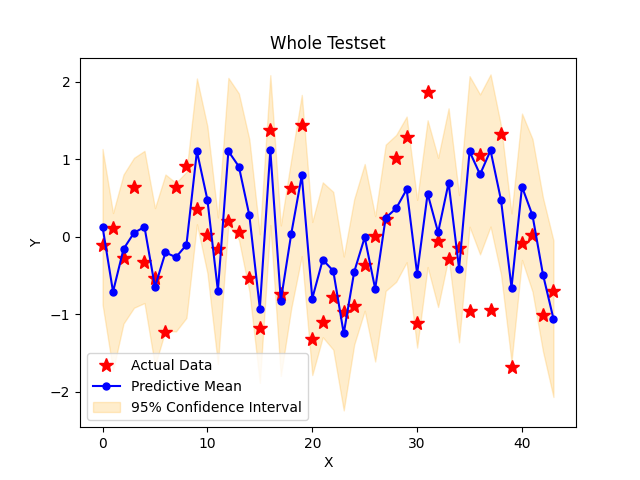 Whole Testset
Y
2
1
0
−1
−2
Actual Data
Predictive Mean
95% Confidence Interval
0
10
20
30
40
X